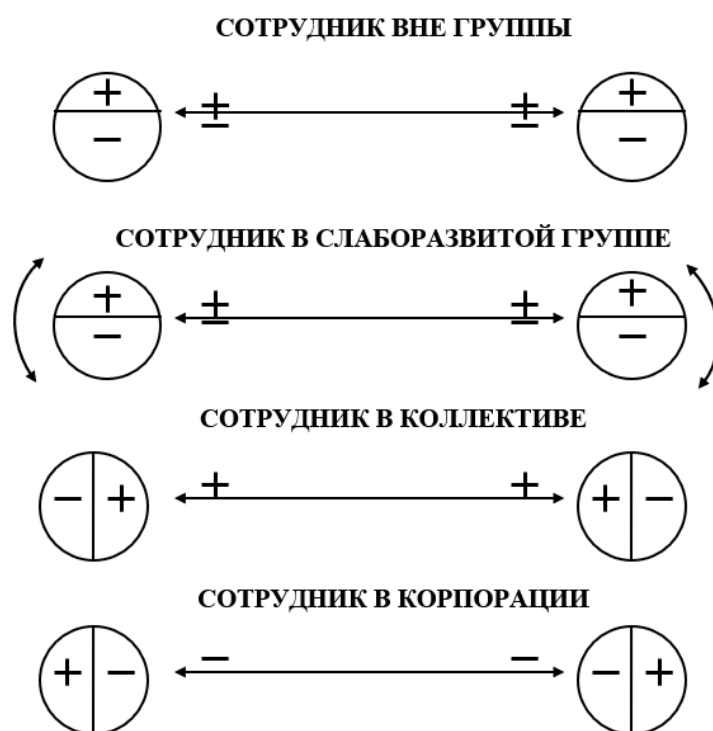 СОТРУДНИК ВНЕ ГРУППЫ
+ ± ± +
− −
СОТРУДНИК В СЛАБОРАЗВИТОЙ ГРУППЕ
+ ± ± +
− −
СОТРУДНИК В КОЛЛЕКТИВЕ
− + + + + −
СОТРУДНИК В КОРПОРАЦИИ
+ − − − − +